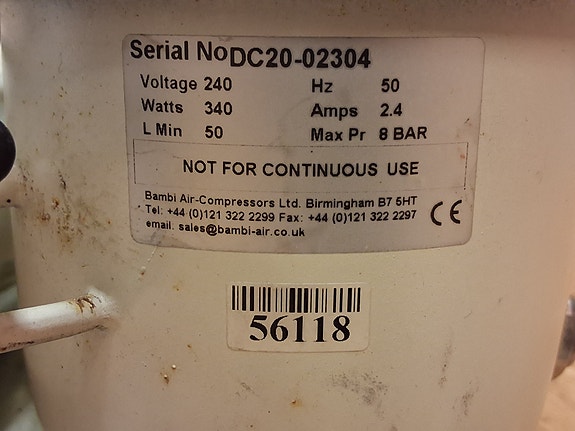 Serial No DC20-02304
Voltage 240 Hz 50
Watts 340 Amps 2.4
L Min 50 Max Pr 8 BAR
NOT FOR CONTINUOUS USE
Bambi Air-Compressors Ltd. Birmingham B7 5HT
Tel: +44 (0)121 322 2299 Fax: +44 (0)121 322 2297
email: sales@bambi-air.co.uk
CE
56118